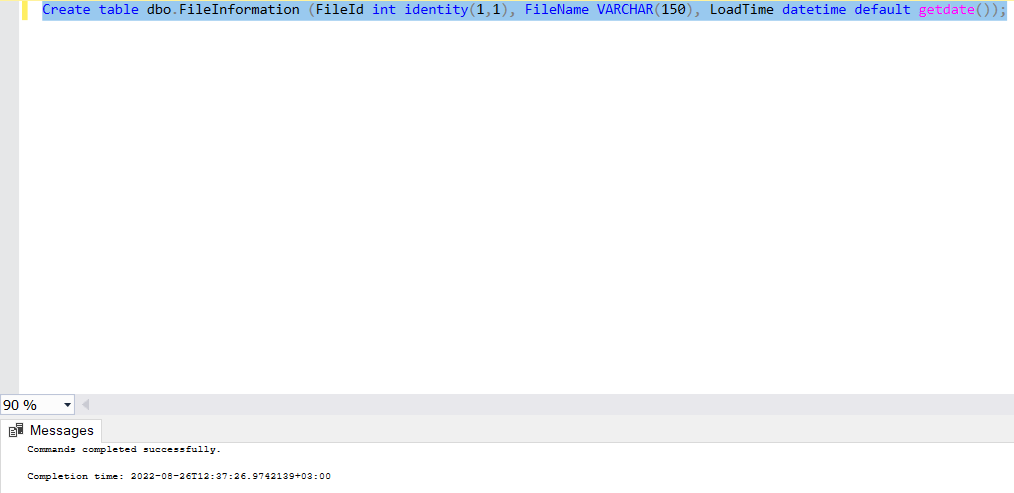 Create table dbo.FileInformation (FileId int identity(1,1), FileName VARCHAR(150), LoadTime datetime default getdate());
90 %
Messages
Commands completed successfully.
Completion time: 2022-08-26T12:37:26.9742139+03:00